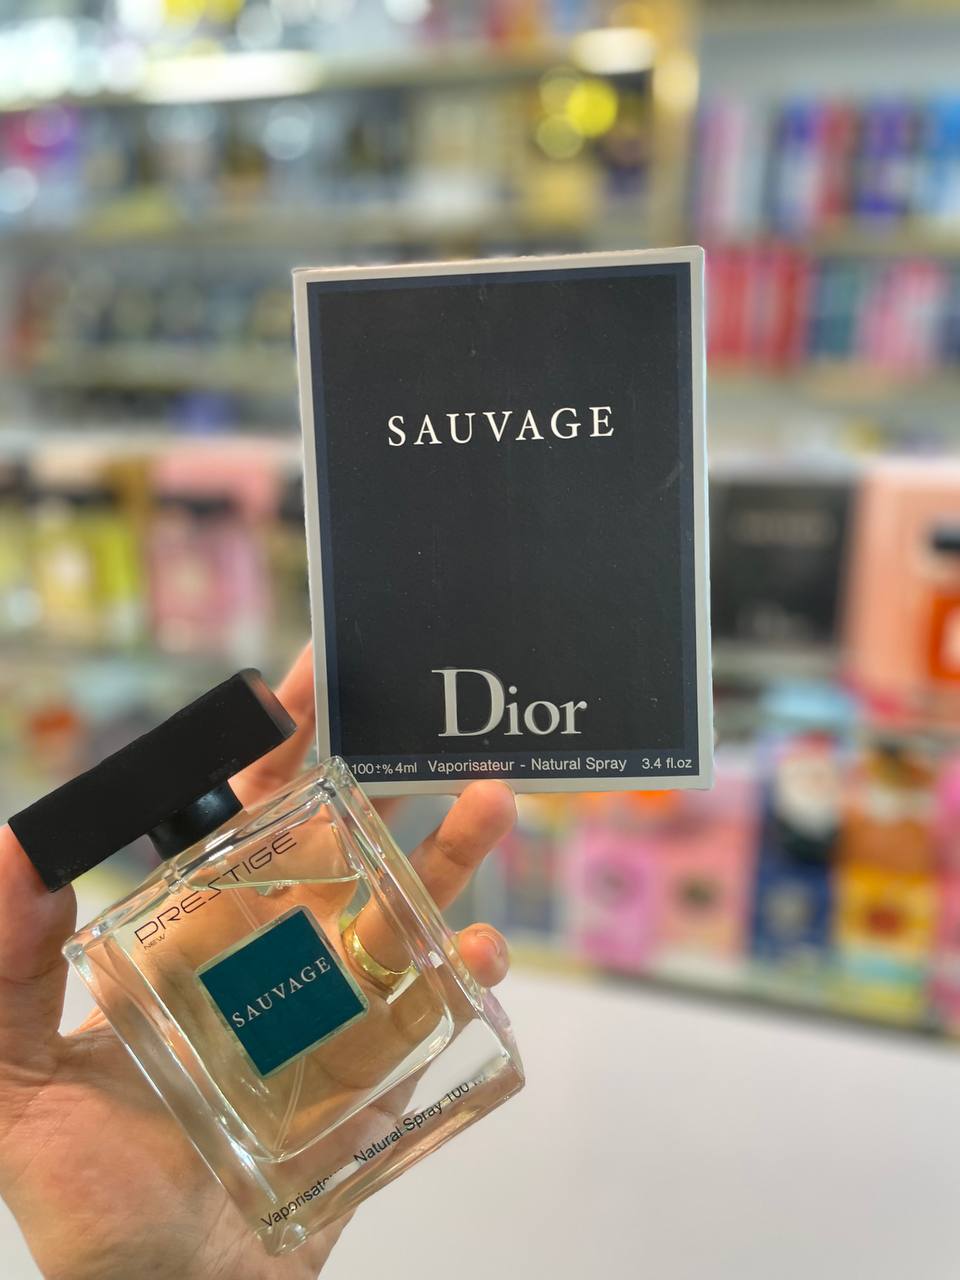 SAUVAGE
Dior
100±% 4ml Vaporisateur - Natural Spray 3.4 fl.oz
PRESTIGE
NEW
SAUVAGE
Natural Spray 100